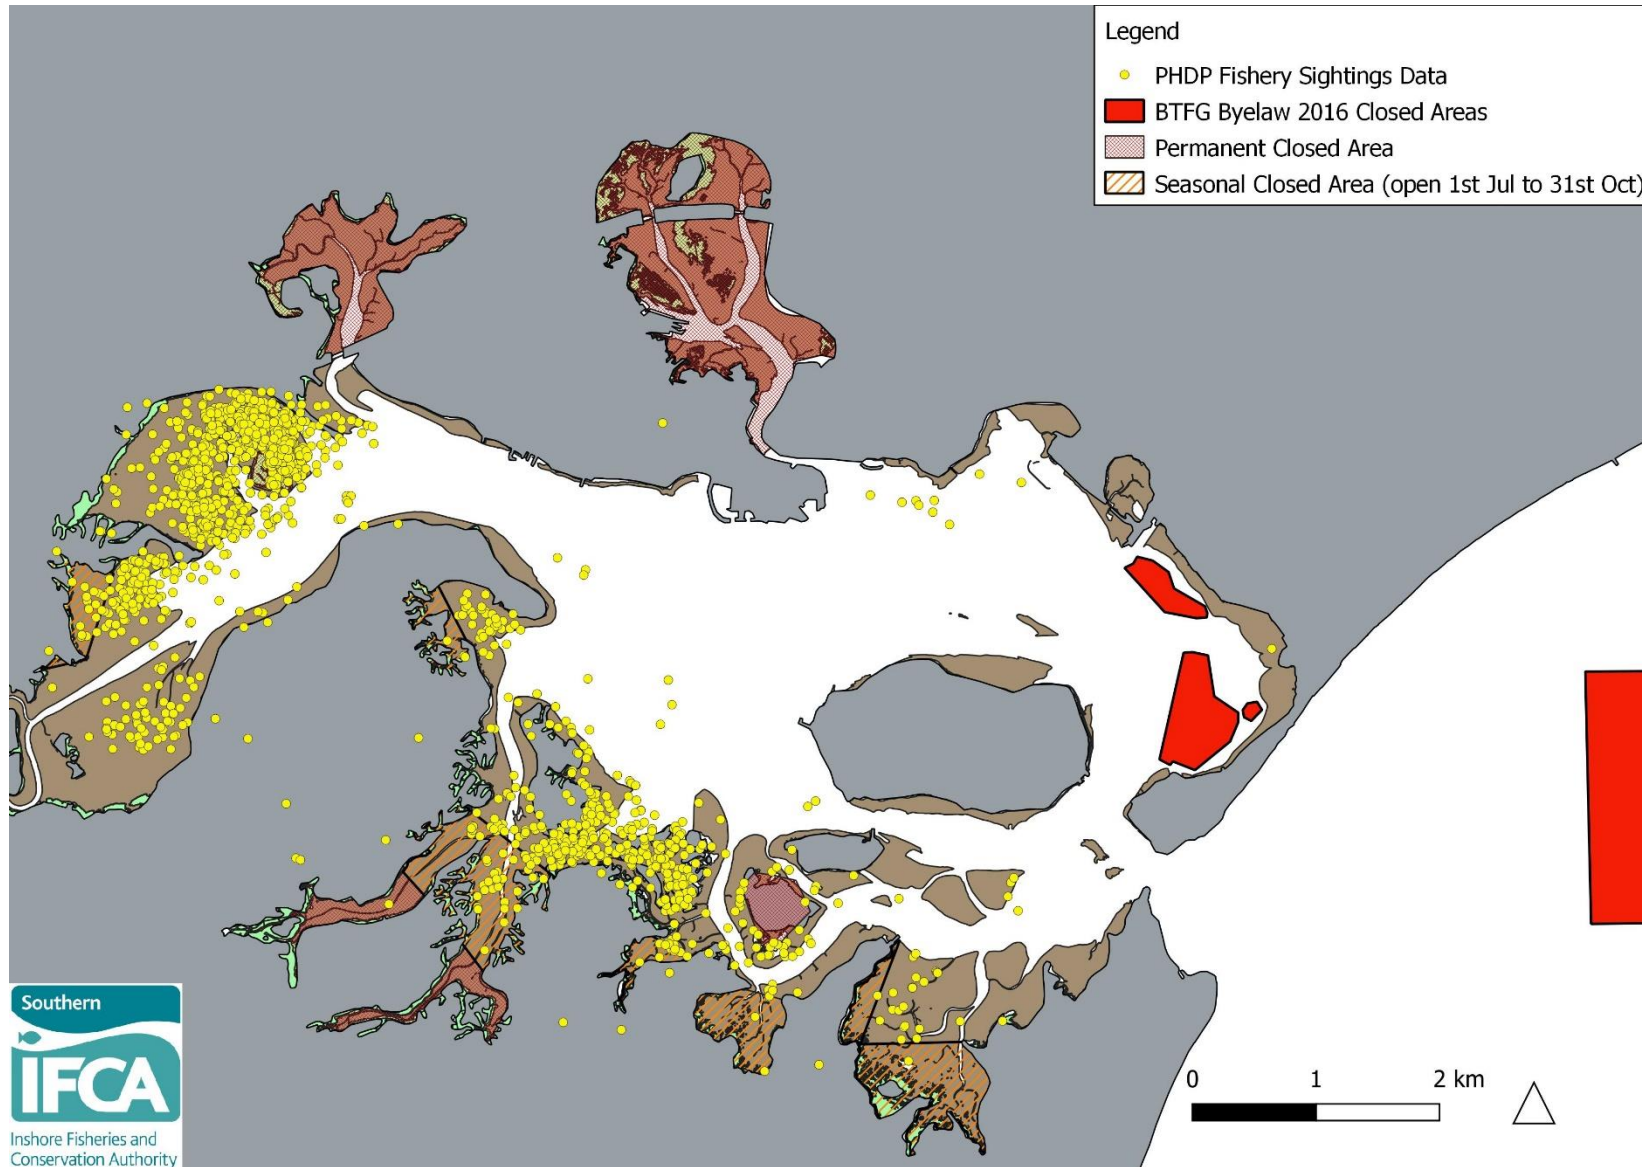 Legend
PHDP Fishery Sightings Data
BTFG Byelaw 2016 Closed Areas
Permanent Closed Area
Seasonal Closed Area (open 1st Jul to 31st Oct)
Southern
IFCA
Inshore Fisheries and
Conservation Authority
0 1 2 km